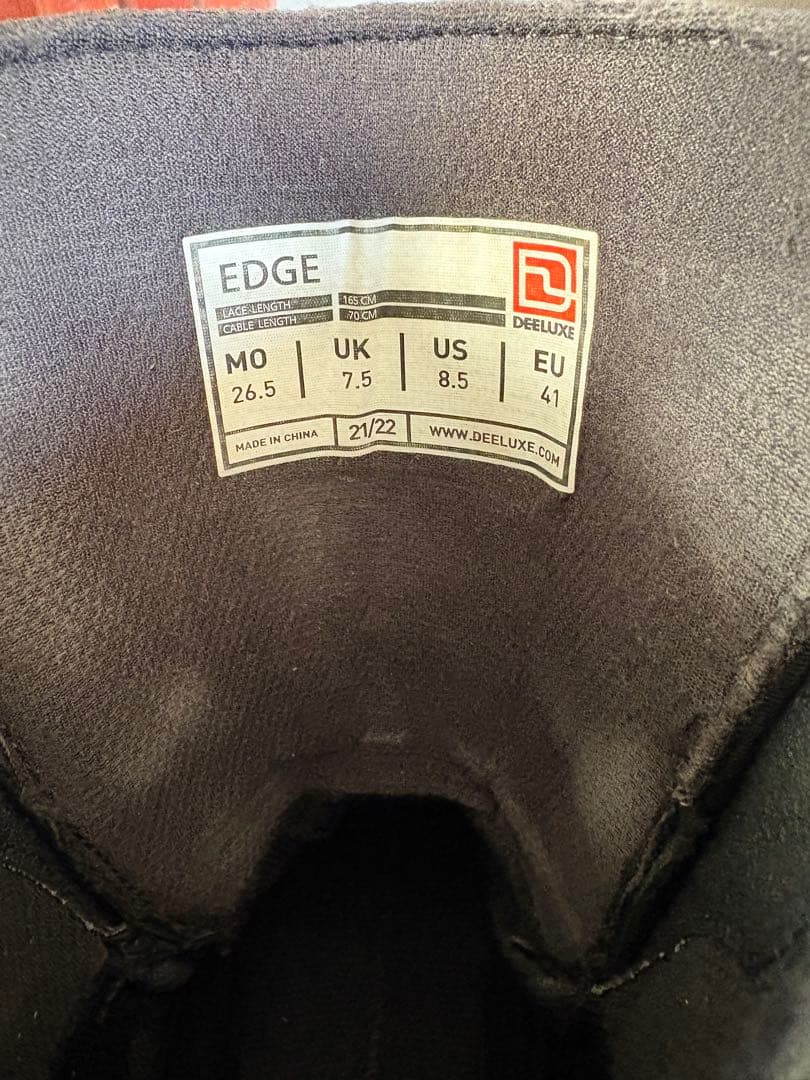 EDGE
LACE LENGTH 165 CM
CABLE LENGTH 70 CM
DEELUXE
MO UK US EU
26.5 7.5 8.5 41
MADE IN CHINA 21/22 WWW.DEELUXE.COM